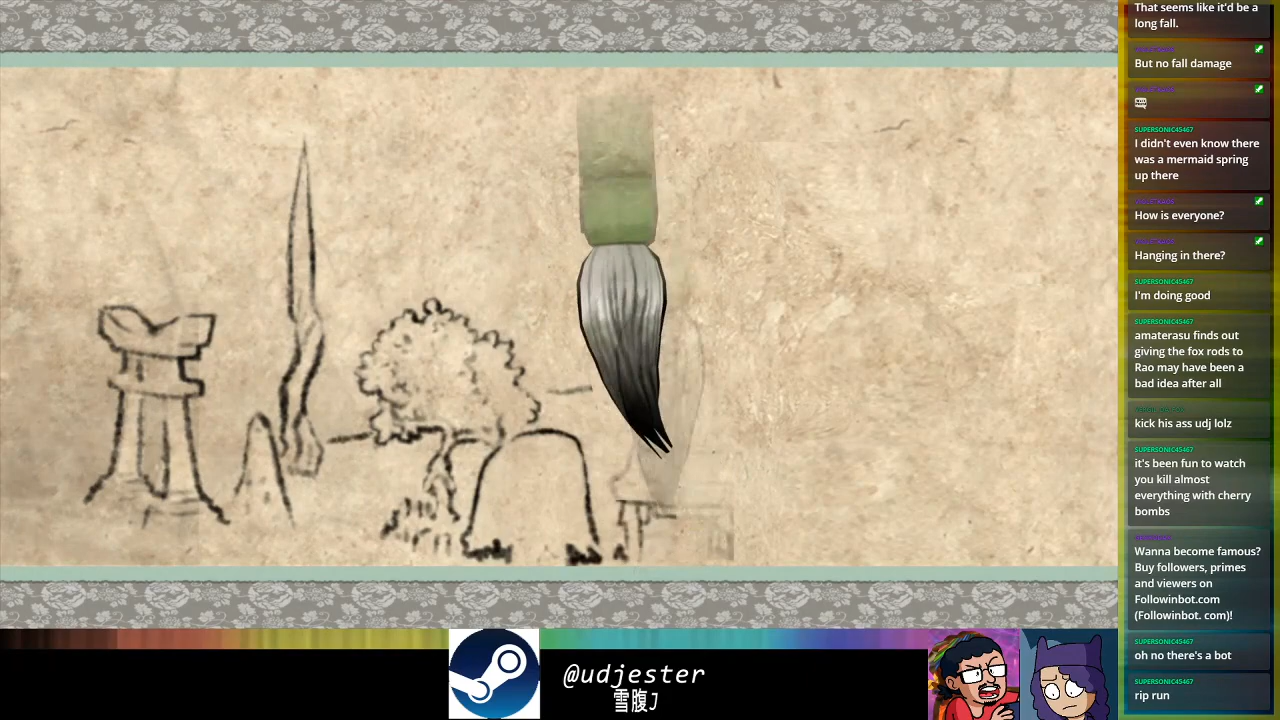 That seems like it'd be a
long fall.
But no fall damage
SUPERSONIC45467
I didn't even know there
was a mermaid spring
up there
How is everyone?
Hanging in there?
SUPERSONIC45467
I'm doing good
SUPERSONIC45467
amaterasu finds out
giving the fox rods to
Rao may have been a
bad idea after all
kick his ass udj lolz
SUPERSONIC45467
it's been fun to watch
you kill almost
everything with cherry
bombs
Wanna become famous?
Buy followers, primes
and viewers on
Followinbot.com
(Followinbot. com)!
SUPERSONIC45467
oh no there's a bot
SUPERSONIC45467
rip run
@udjester
雪腹J